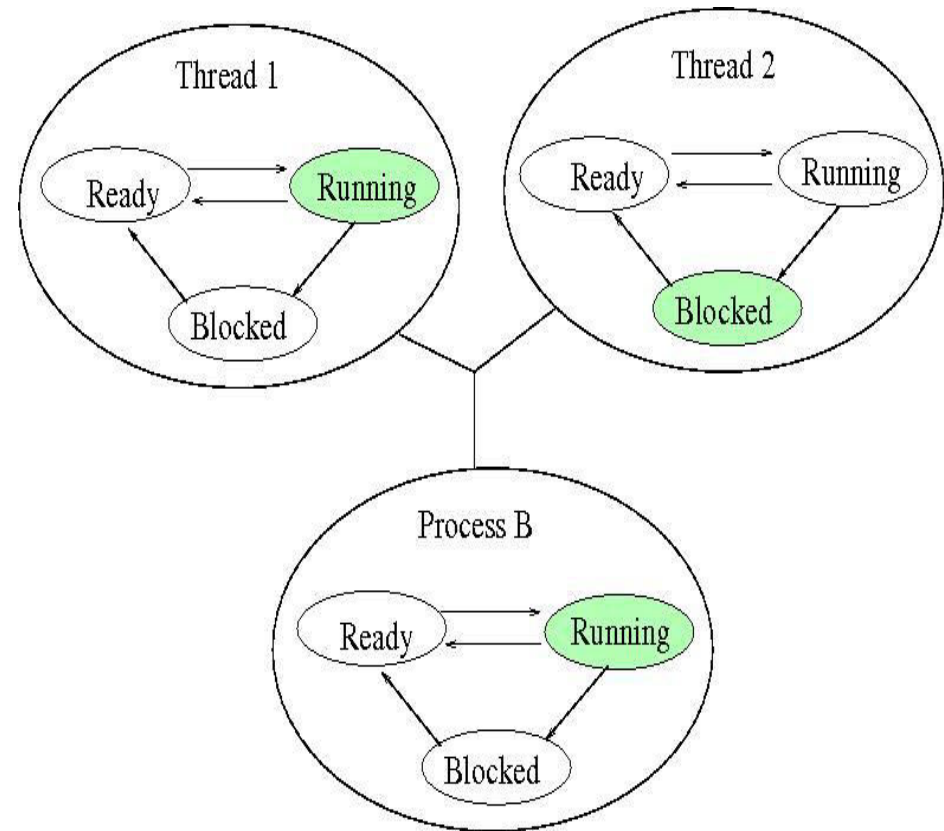 Thread 1
Ready
Running
Blocked
Thread 2
Ready
Running
Blocked
Process B
Ready
Running
Blocked